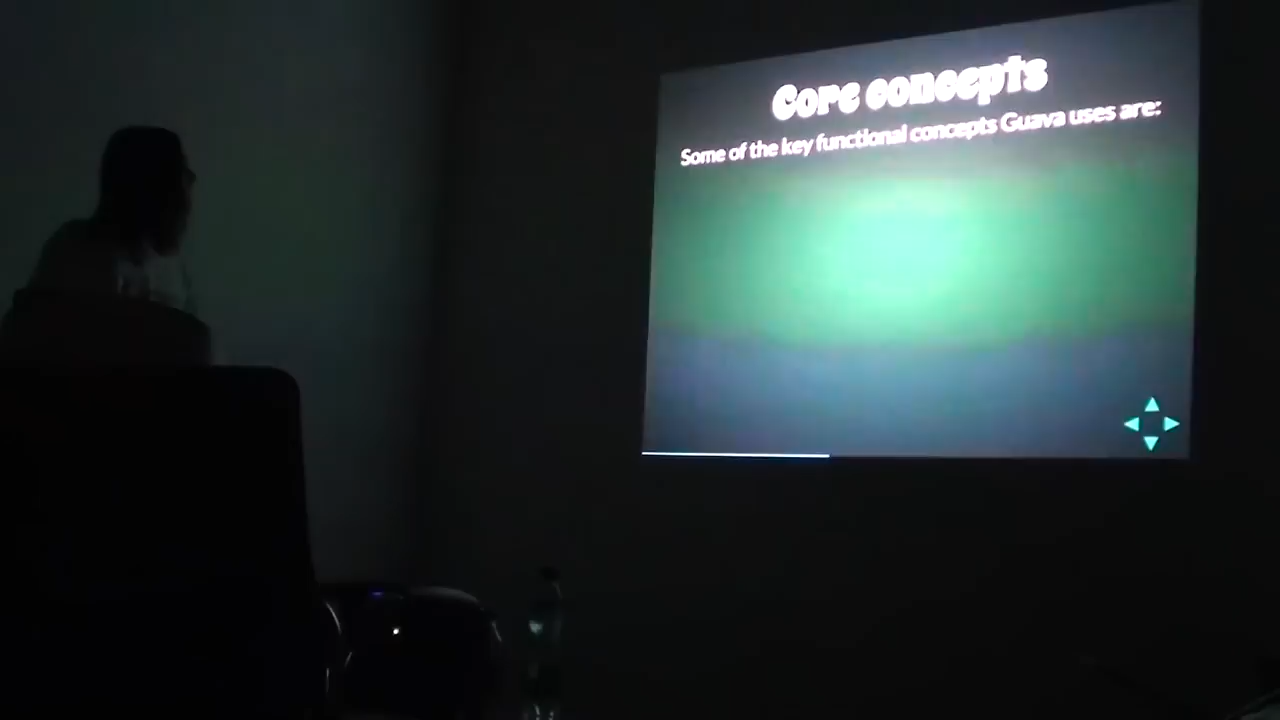 Core concepts
Some of the key functional concepts Guava uses are: